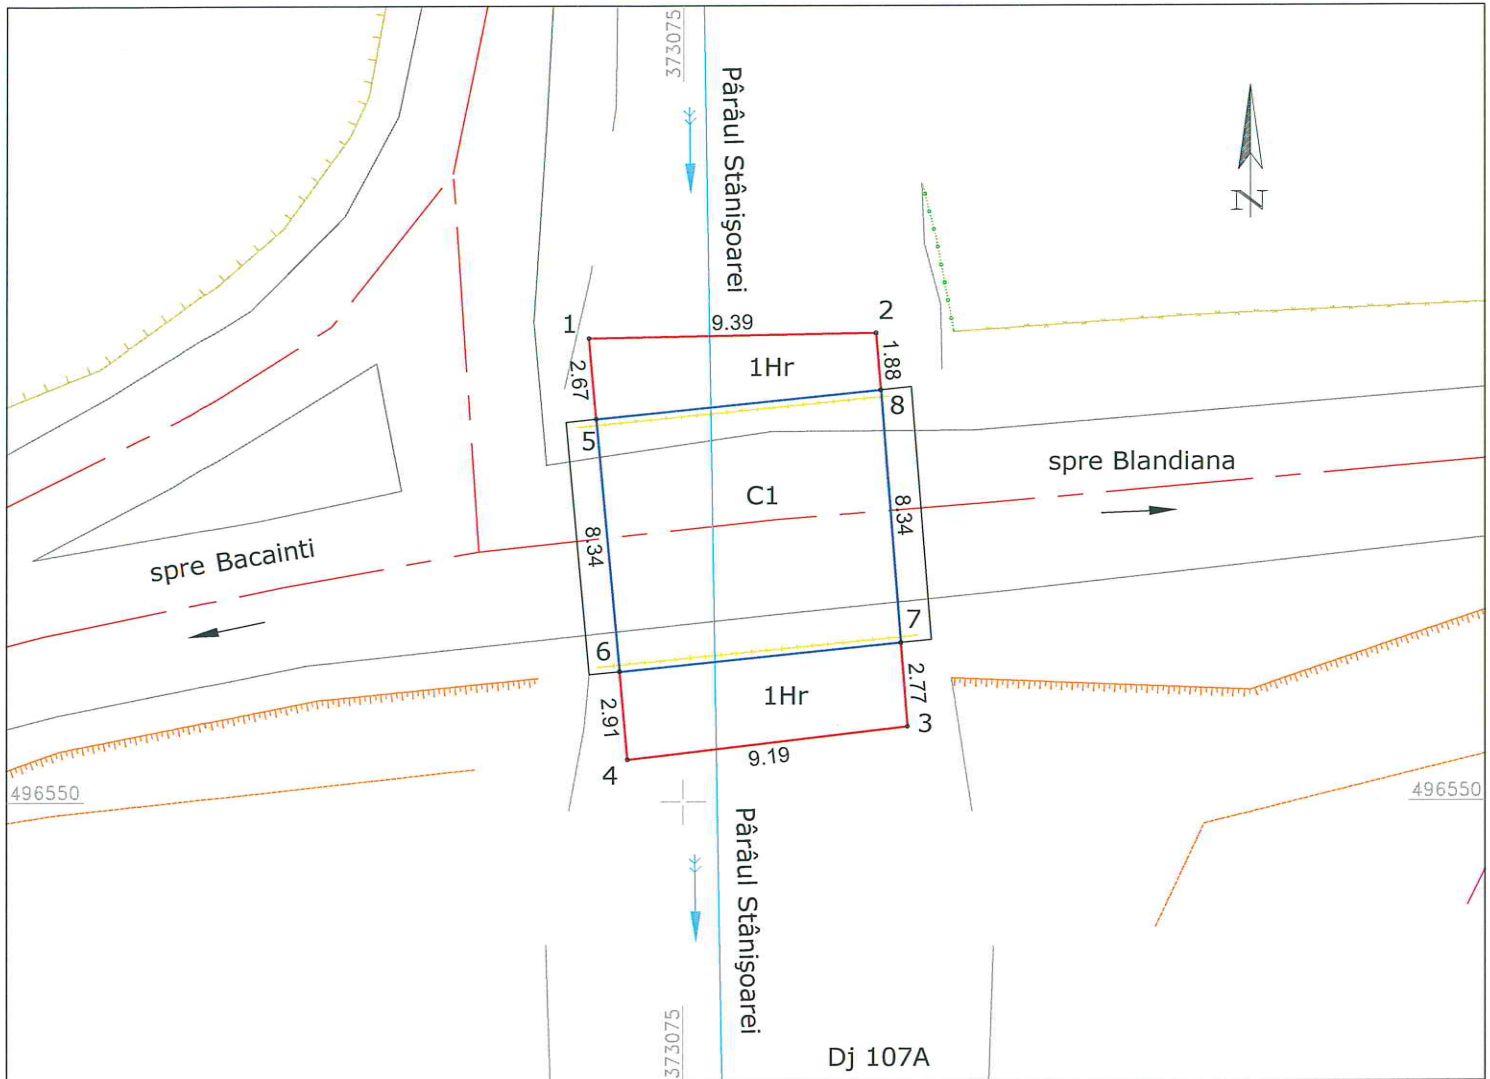 373075
Pârâul Stânişoarei
N
1
9.39
2
2.67
1Hr
1.88
5
8
spre Blandiana
C1
8.34
8.34
spre Bacainti
6
7
2.91
1Hr
2.77
3
4
9.19
496550
496550
Pârâul Stânişoarei
373075
Dj 107A